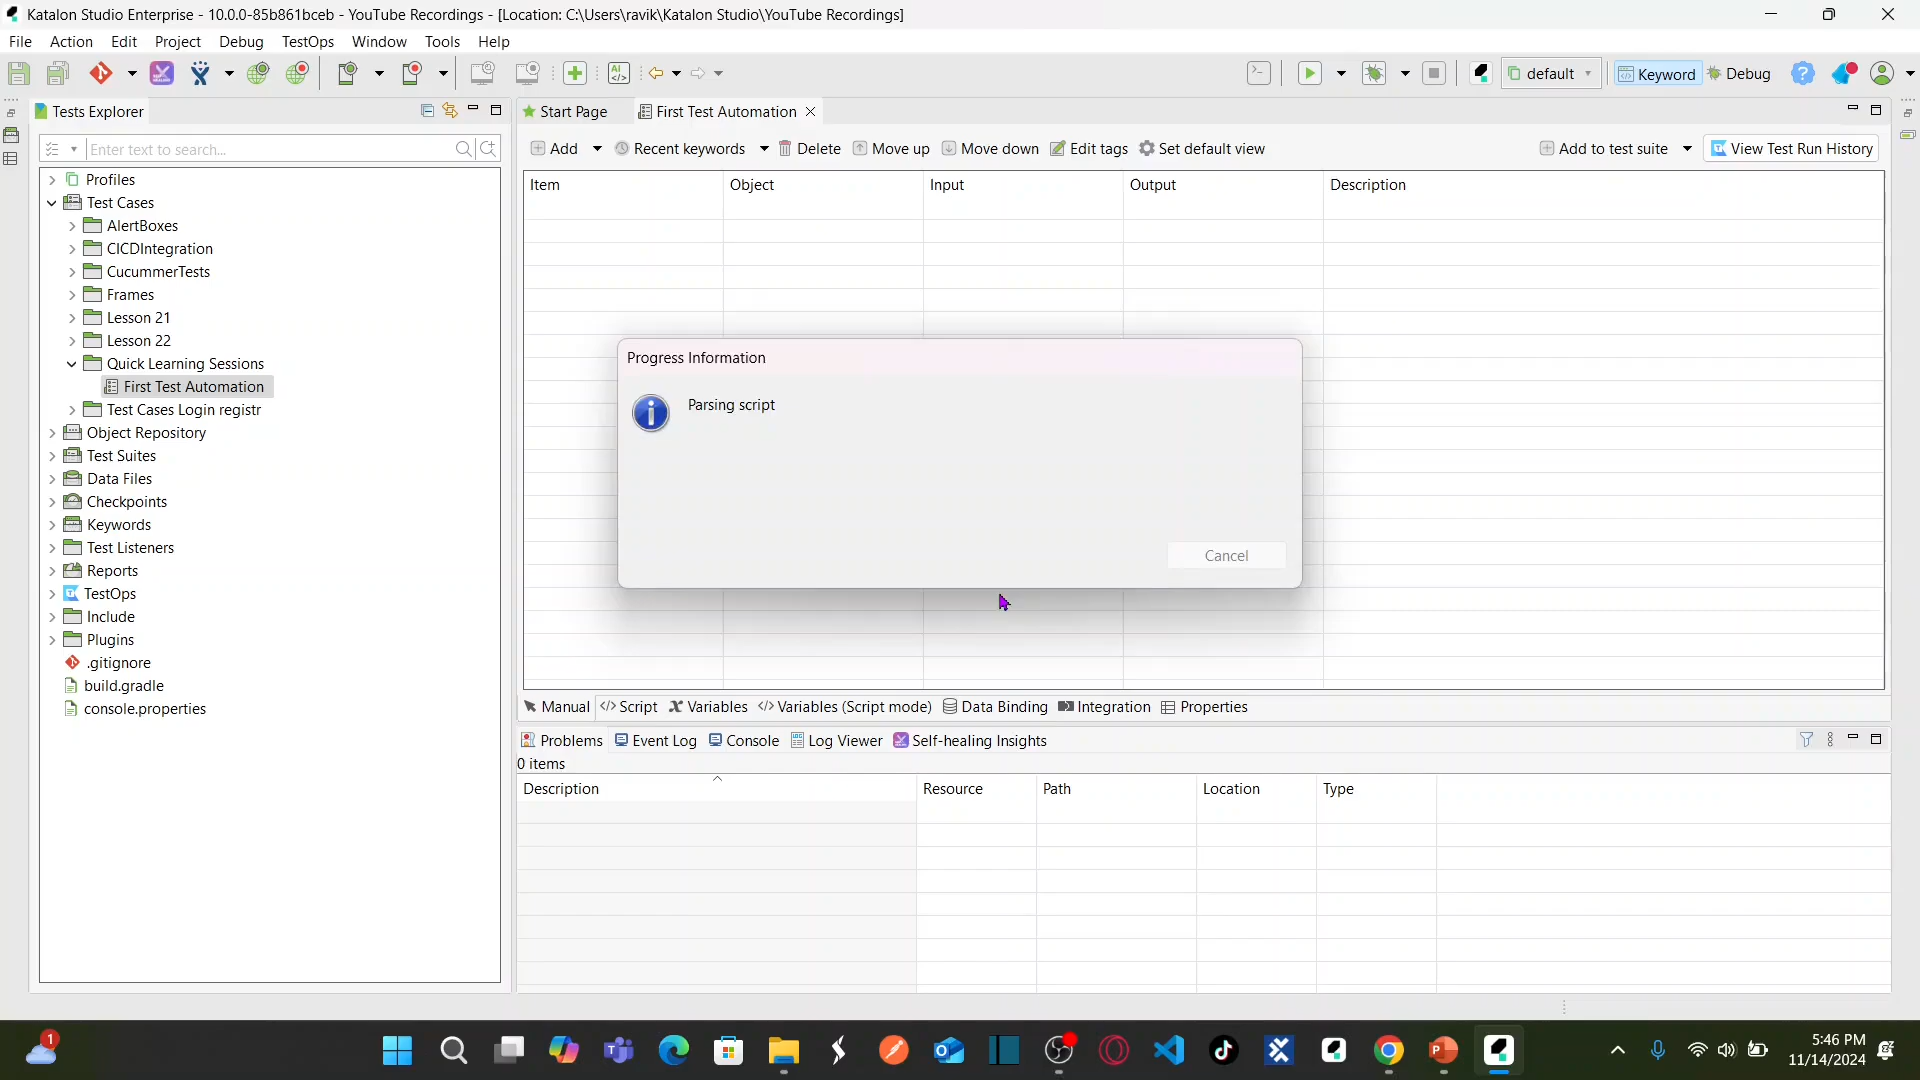 Katalon Studio Enterprise - 10.0.0-85b861bceb - YouTube Recordings - [Location: C:\Users\ravik\Katalon Studio\YouTube Recordings]
File Action Edit Project Debug TestOps Window Tools Help
default Keyword Debug
Tests Explorer
Enter text to search...
Profiles
Test Cases
AlertBoxes
CICDIntegration
CucummerTests
Frames
Lesson 21
Lesson 22
Quick Learning Sessions
First Test Automation
Test Cases Login registr
Object Repository
Test Suites
Data Files
Checkpoints
Keywords
Test Listeners
Reports
TestOps
Include
Plugins
.gitignore
build.gradle
console.properties
Start Page First Test Automation
Add Recent keywords Delete Move up Move down Edit tags Set default view Add to test suite View Test Run History
Item Object Input Output Description
Progress Information
Parsing script
Cancel
Manual Script Variables Variables (Script mode) Data Binding Integration Properties
Problems Event Log Console Log Viewer Self-healing Insights
0 items
Description Resource Path Location Type
1
5:46 PM
11/14/2024